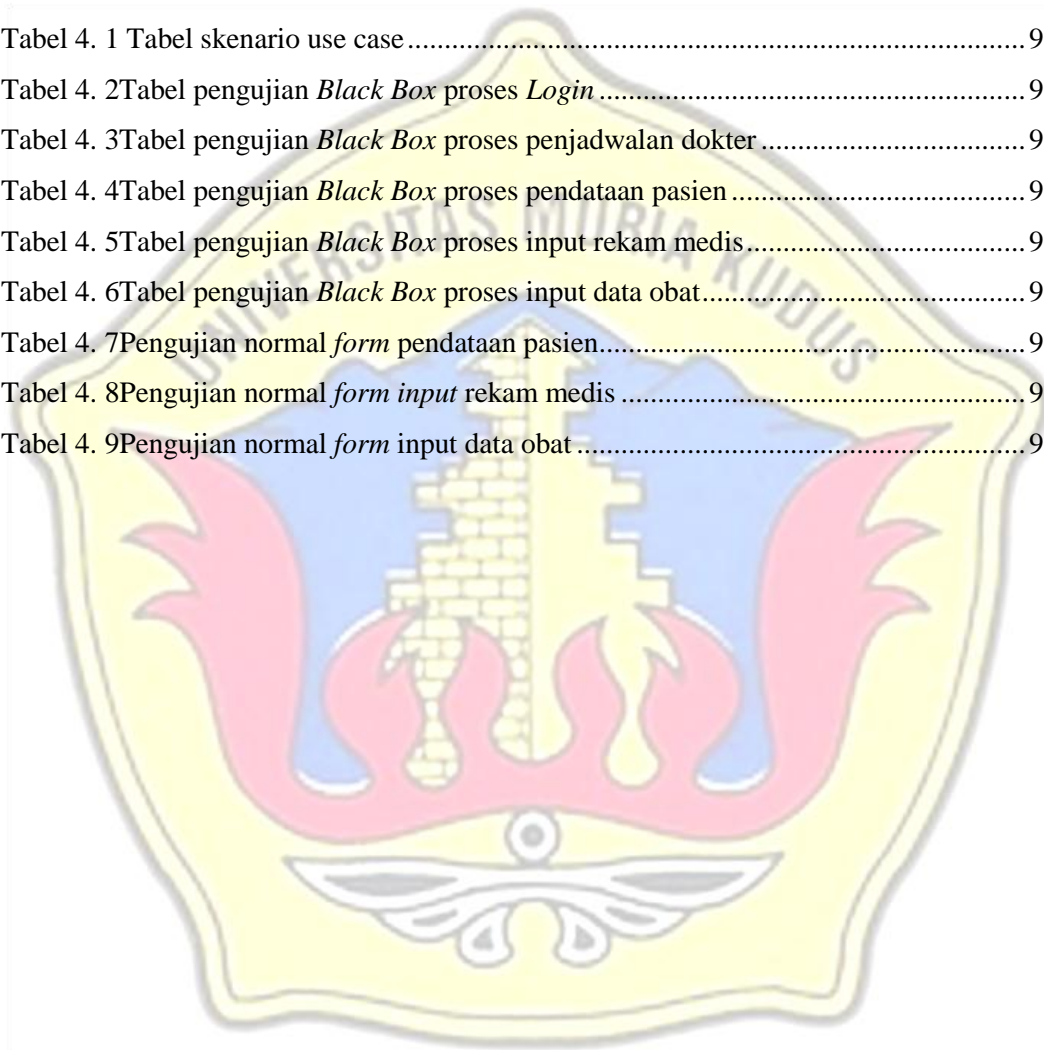 Tabel 4. 1 Tabel skenario use case.......................................................................................................9
Tabel 4. 2Tabel pengujian Black Box proses Login.......................................................................9
Tabel 4. 3Tabel pengujian Black Box proses penjadwalan dokter............................................9
Tabel 4. 4Tabel pengujian Black Box proses pendataan pasien.................................................9
Tabel 4. 5Tabel pengujian Black Box proses input rekam medis..............................................9
Tabel 4. 6Tabel pengujian Black Box proses input data obat.....................................................9
Tabel 4. 7Pengujian normal form pendataan pasien.......................................................................9
Tabel 4. 8Pengujian normal form input rekam medis....................................................................9
Tabel 4. 9Pengujian normal form input data obat...........................................................................9
UNIVERSITAS MURIA KUDUS